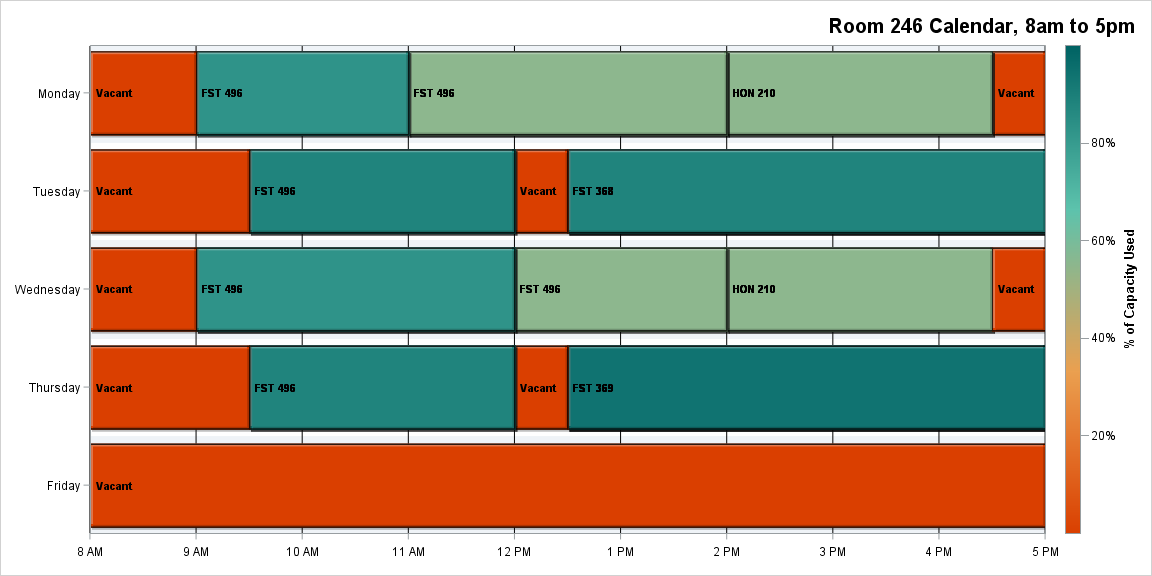 Room 246 Calendar, 8am to 5pm
Monday
Vacant
FST 496
FST 496
HON 210
Vacant
Tuesday
Vacant
FST 496
Vacant
FST 368
Wednesday
Vacant
FST 496
FST 496
HON 210
Vacant
Thursday
Vacant
FST 496
Vacant
FST 369
Friday
Vacant
8 AM
9 AM
10 AM
11 AM
12 PM
1 PM
2 PM
3 PM
4 PM
5 PM
80%
60%
40%
20%
% of Capacity Used